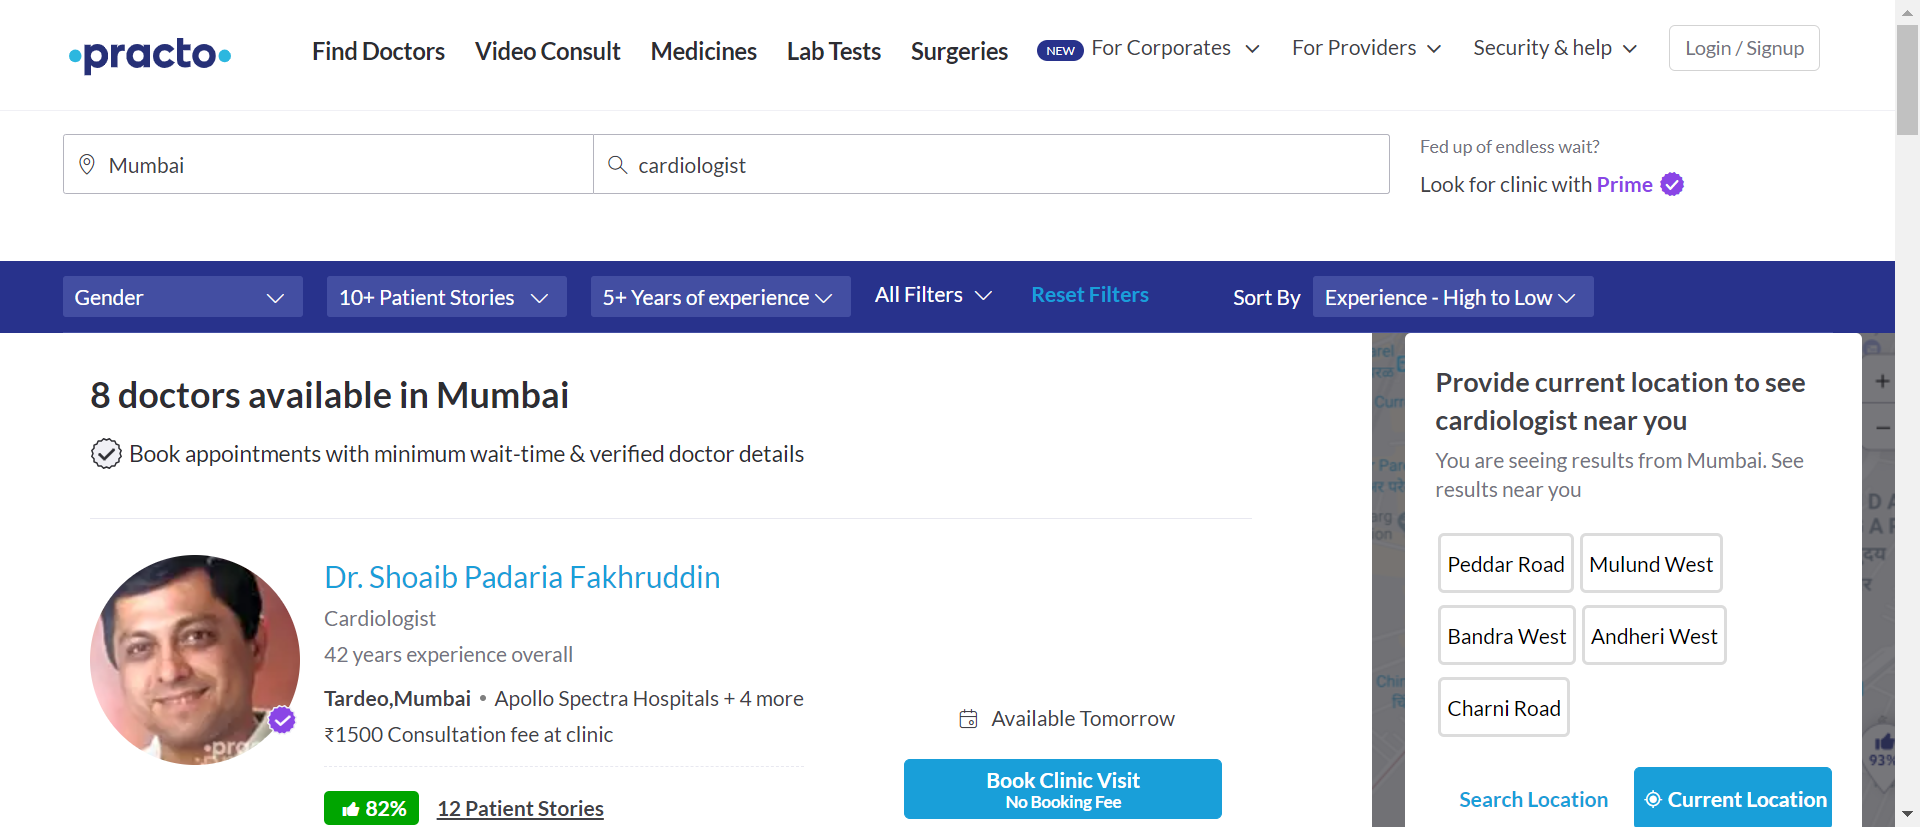 practo
Find Doctors
Video Consult
Medicines
Lab Tests
Surgeries
NEW
For Corporates
For Providers
Security & help
Login / Signup
Mumbai
cardiologist
Fed up of endless wait?
Look for clinic with Prime
Gender
10+ Patient Stories
5+ Years of experience
All Filters
Reset Filters
Sort By
Experience - High to Low
8 doctors available in Mumbai
Book appointments with minimum wait-time & verified doctor details
Dr. Shoaib Padaria Fakhruddin
Cardiologist
42 years experience overall
Tardeo,Mumbai • Apollo Spectra Hospitals + 4 more
₹1500 Consultation fee at clinic
82%
12 Patient Stories
Available Tomorrow
Book Clinic Visit
No Booking Fee
Provide current location to see
cardiologist near you
You are seeing results from Mumbai. See
results near you
Peddar Road
Mulund West
Bandra West
Andheri West
Charni Road
Search Location
Current Location
93%